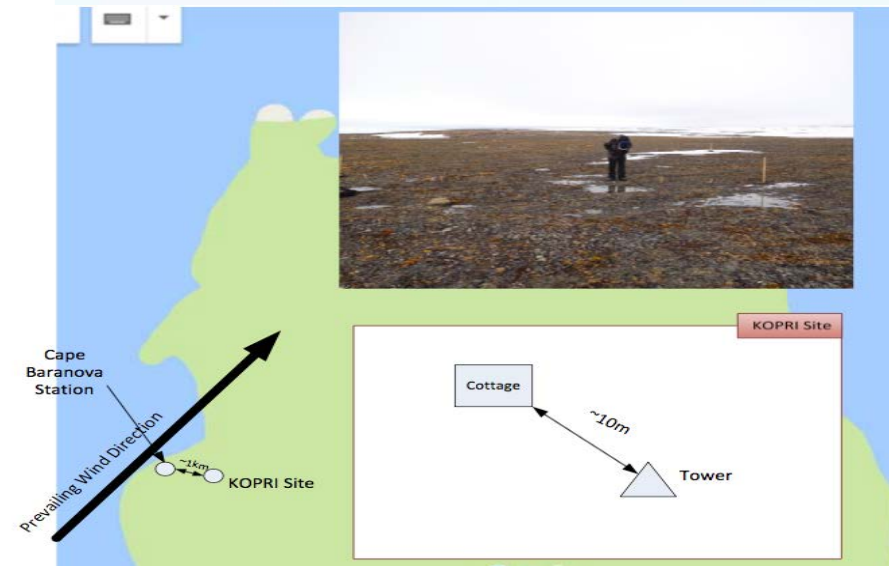 Cape
Baranova
Station
Prevailing Wind Direction
~1km
KOPRI Site
KOPRI Site
Cottage
~10m
Tower